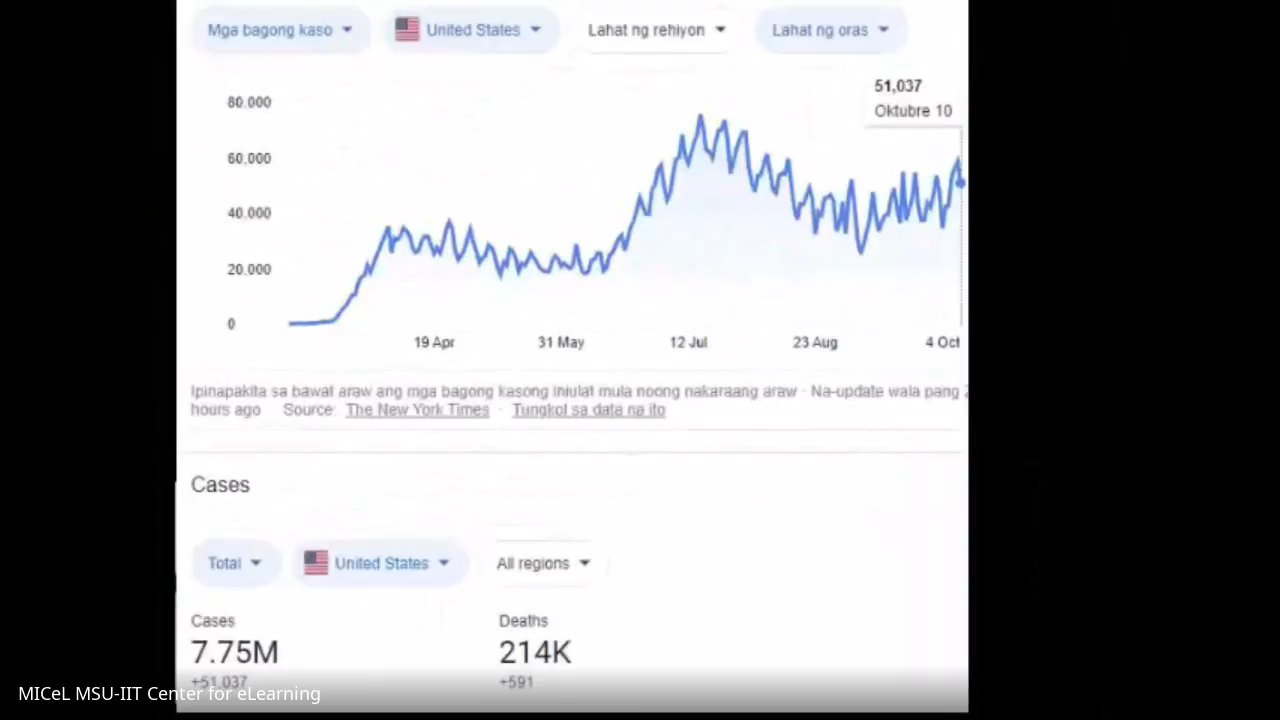 Mga bagong kaso United States Lahat ng rehiyon Lahat ng oras
51,037
Oktubre 10
80.000
60.000
40.000
20.000
0
19 Apr 31 May 12 Jul 23 Aug 4 Oct
Ipinapakita sa bawat araw ang mga bagong kasong iniulat mula noong nakaraang araw · Na-update wala pang 2
hours ago Source: The New York Times · Tungkol sa data na ito
Cases
Total United States All regions
Cases Deaths
7.75M 214K
+51,037 +591
MICeL MSU-IIT Center for eLearning